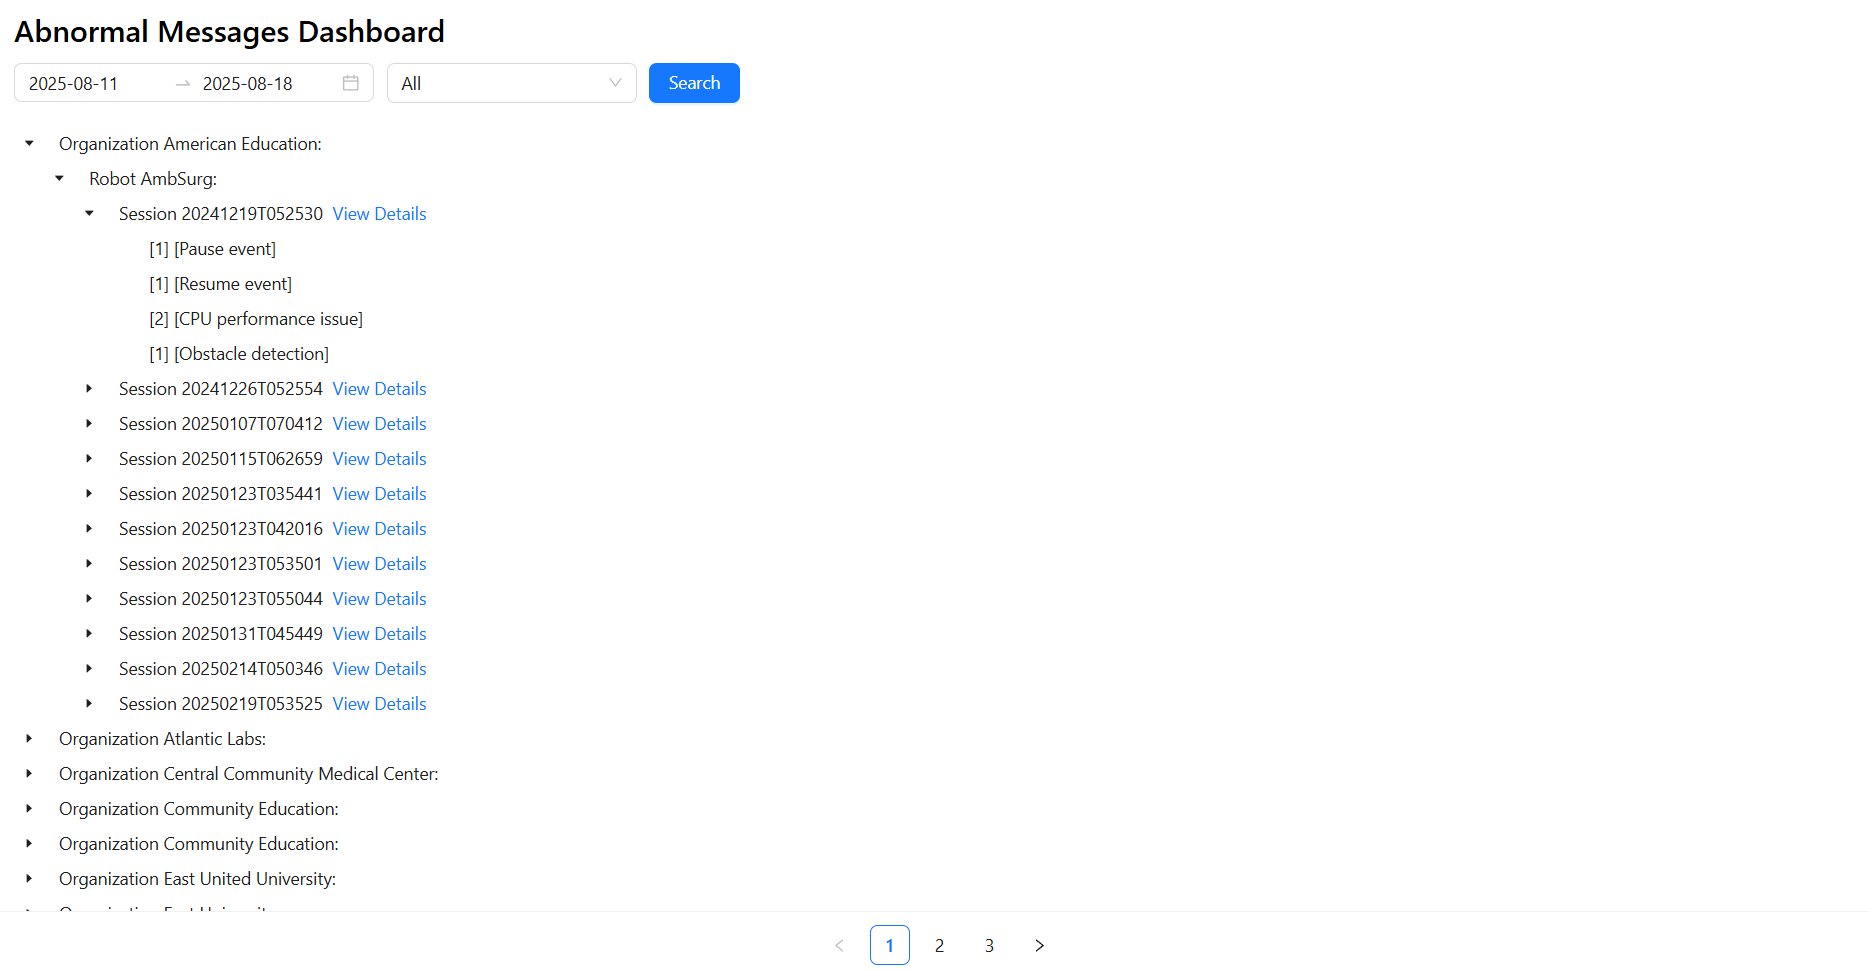 Abnormal Messages Dashboard
2025-08-11 → 2025-08-18 All Search
Organization American Education:
Robot AmbSurg:
Session 20241219T052530 View Details
[1] [Pause event]
[1] [Resume event]
[2] [CPU performance issue]
[1] [Obstacle detection]
Session 20241226T052554 View Details
Session 20250107T070412 View Details
Session 20250115T062659 View Details
Session 20250123T035441 View Details
Session 20250123T042016 View Details
Session 20250123T053501 View Details
Session 20250123T055044 View Details
Session 20250131T045449 View Details
Session 20250214T050346 View Details
Session 20250219T053525 View Details
Organization Atlantic Labs:
Organization Central Community Medical Center:
Organization Community Education:
Organization Community Education:
Organization East United University:
1 2 3